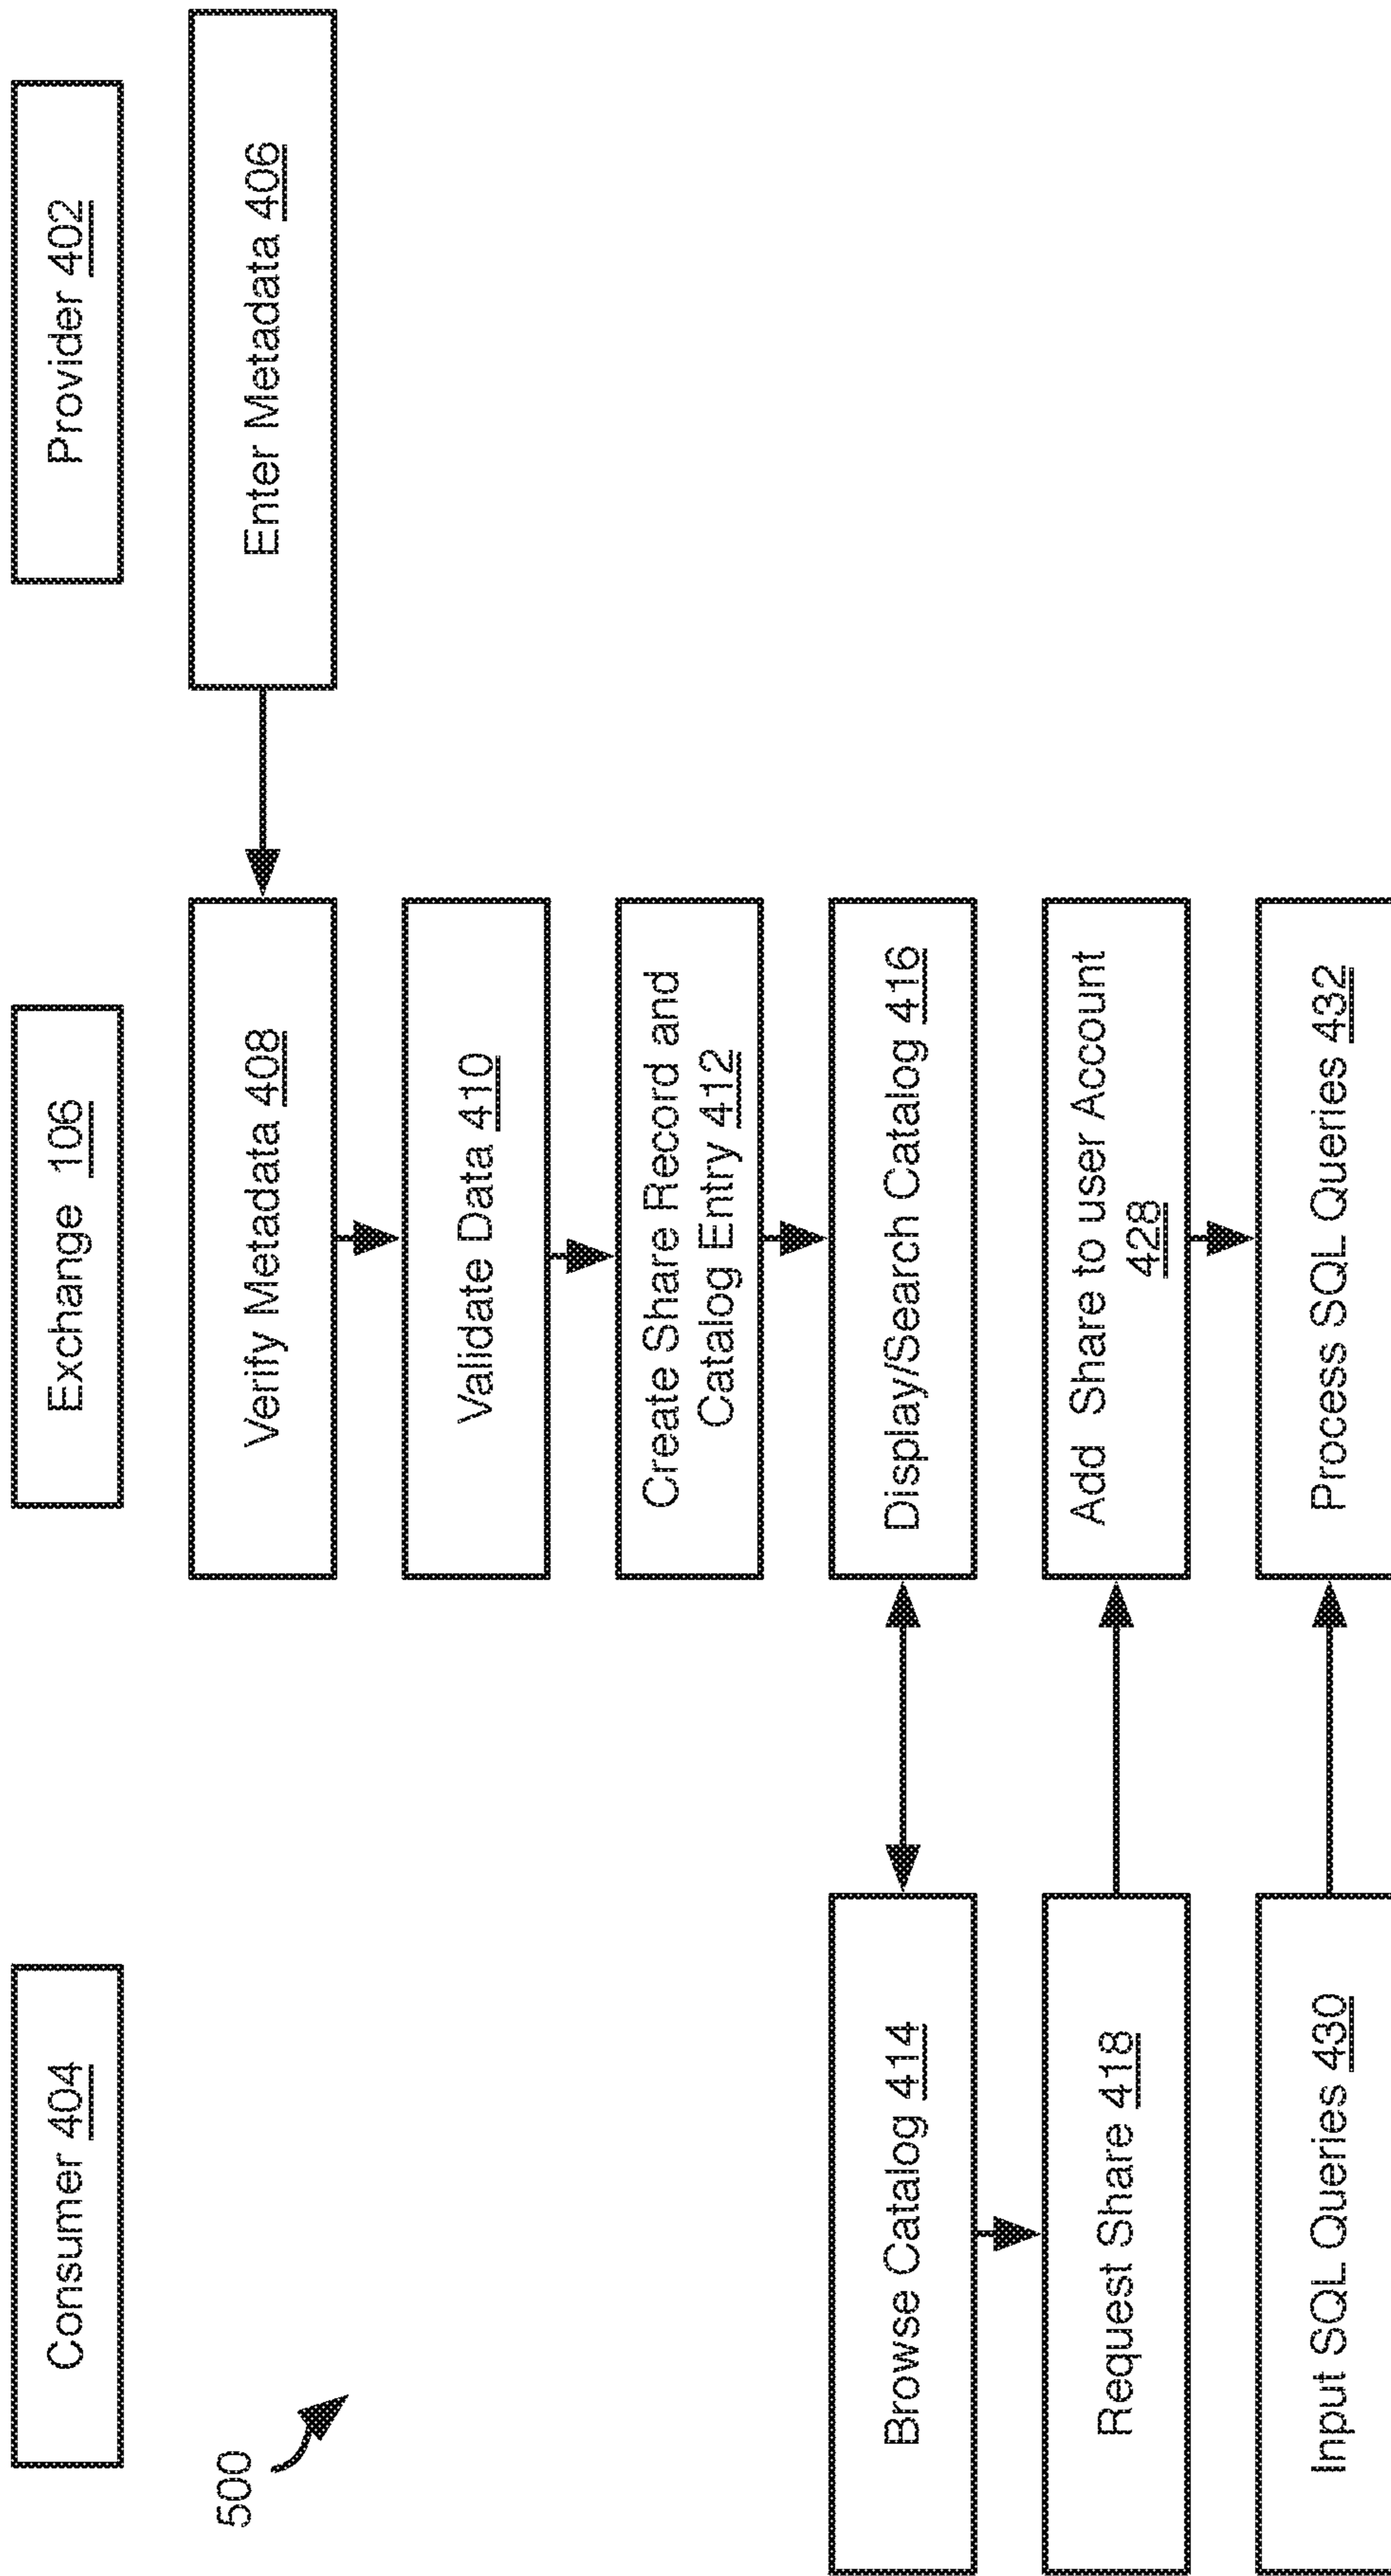 Consumer 404
Exchange 106
Provider 402
500
Enter Metadata 406
Verify Metadata 408
Validate Data 410
Create Share Record and
Catalog Entry 412
Browse Catalog 414
Display/Search Catalog 416
Request Share 418
Add Share to user Account
428
Input SQL Queries 430
Process SQL Queries 432